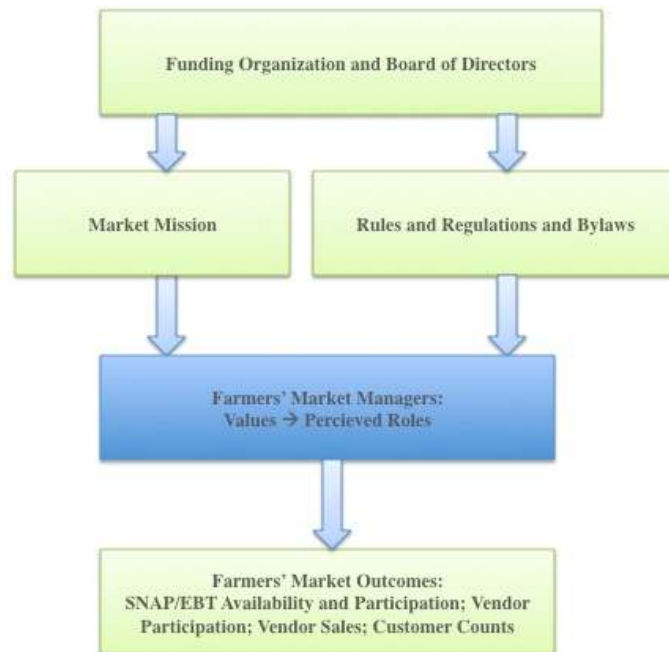 Funding Organization and Board of Directors
Market Mission
Rules and Regulations and Bylaws
Farmers’ Market Managers:
Values → Percieved Roles
Farmers’ Market Outcomes:
SNAP/EBT Availability and Participation; Vendor
Participation; Vendor Sales; Customer Counts